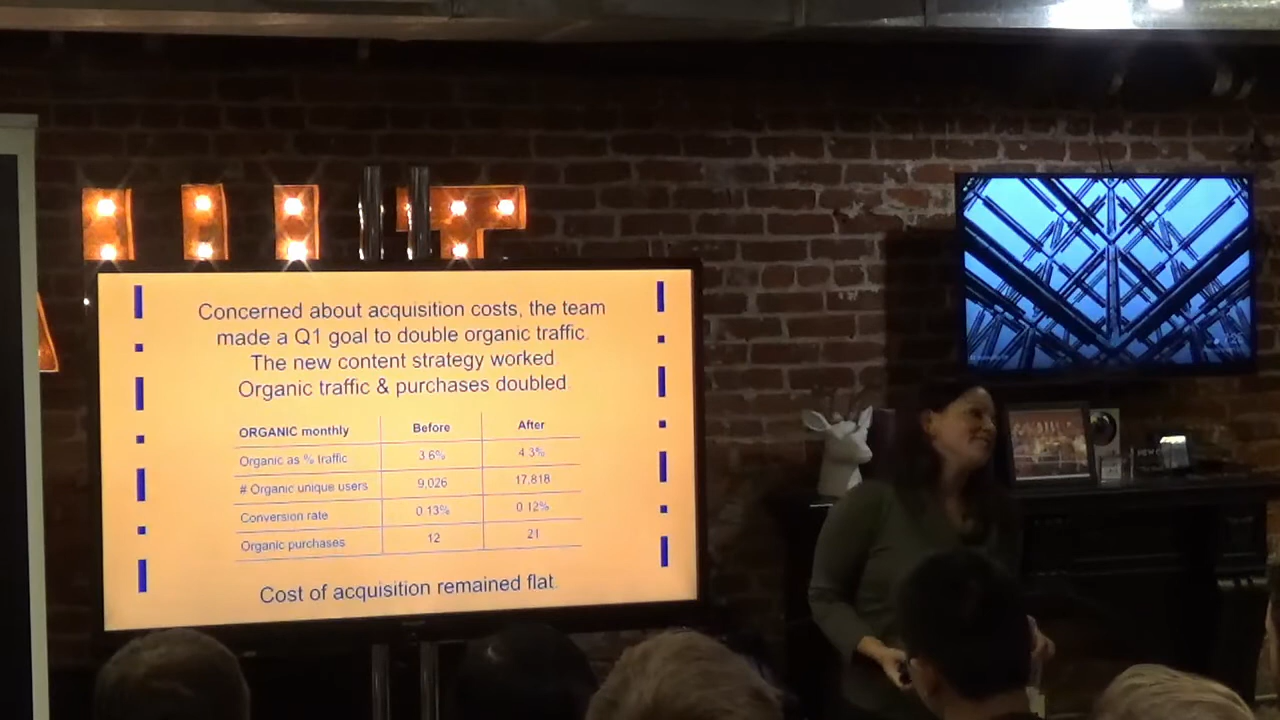 Concerned about acquisition costs, the team
made a Q1 goal to double organic traffic.
The new content strategy worked
Organic traffic & purchases doubled.
ORGANIC monthly Before After
Organic as % traffic 3.6% 4.3%
# Organic unique users 9,026 17,818
Conversion rate 0.13% 0.12%
Organic purchases 12 21
Cost of acquisition remained flat.